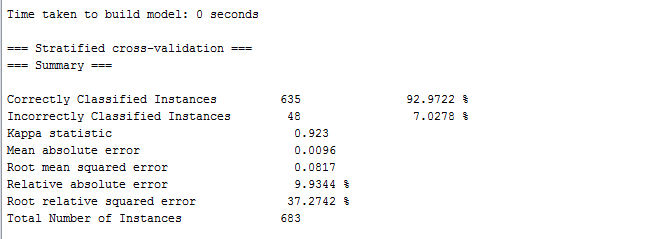 Time taken to build model: 0 seconds
=== Stratified cross-validation ===
=== Summary ===
Correctly Classified Instances 635 92.9722 %
Incorrectly Classified Instances 48 7.0278 %
Kappa statistic 0.923
Mean absolute error 0.0096
Root mean squared error 0.0817
Relative absolute error 9.9344 %
Root relative squared error 37.2742 %
Total Number of Instances 683